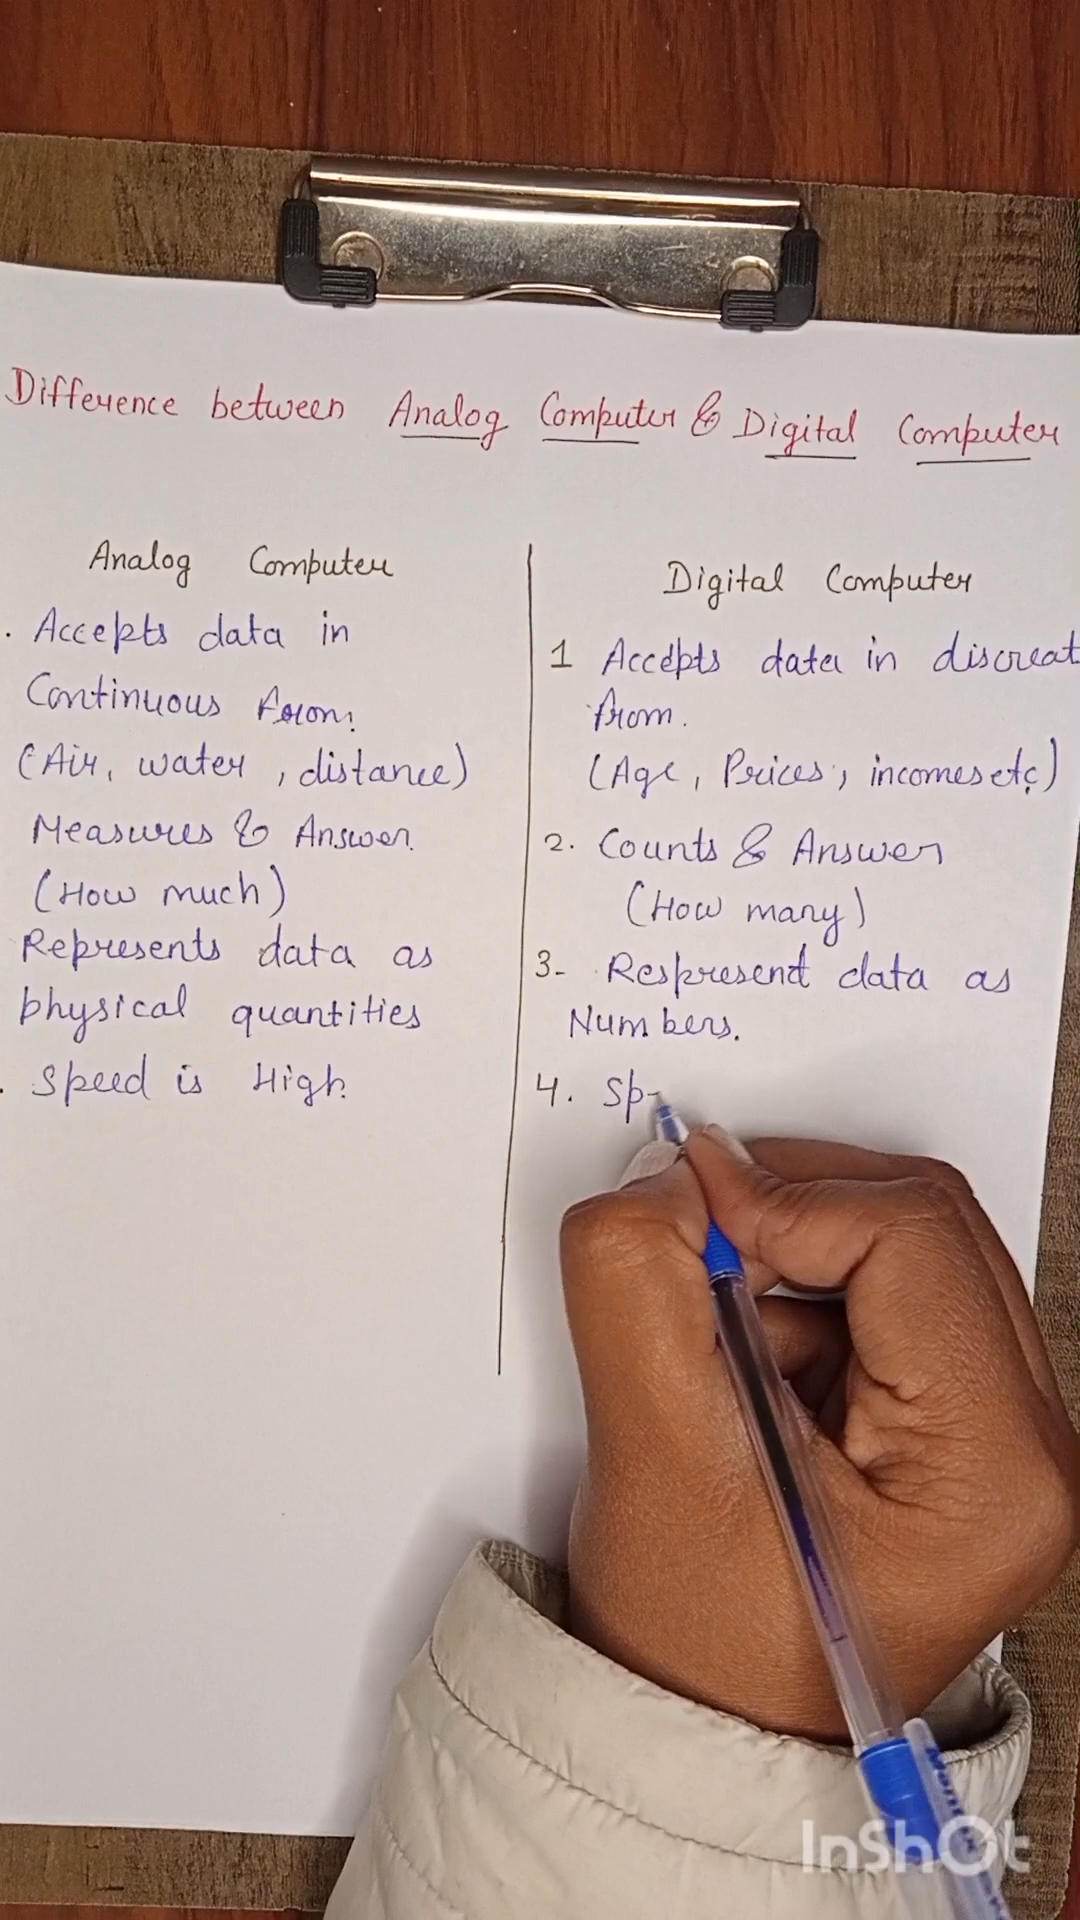 Difference between Analog Computer & Digital Computer
Analog Computer
. Accepts data in
Continuous form.
(Air, water, distance)
Measures & Answer.
(How much)
Represents data as
physical quantities
. Speed is High.
Digital Computer
1 Accepts data in discreat
from.
(Age, Prices, incomes etc)
2. Counts & Answer
(How many)
3- Respresend data as
Numbers.
4. Sp
InShOt